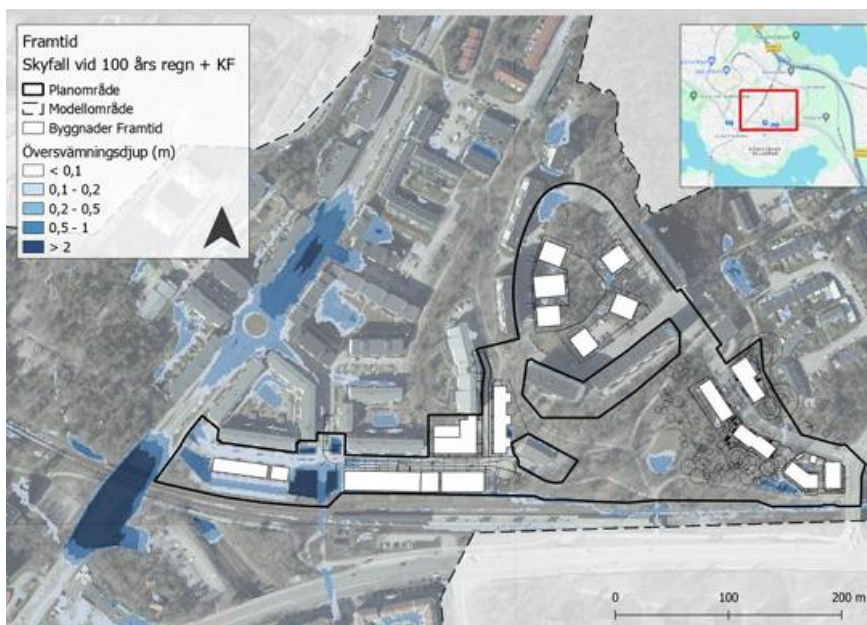 Framtid
Skyfall vid 100 års regn + KF
Planområde
Modellområde
Byggnader Framtid
Översvämningsdjup (m)
< 0,1
0,1 - 0,2
0,2 - 0,5
0,5 - 1
> 2
0 100 200 m